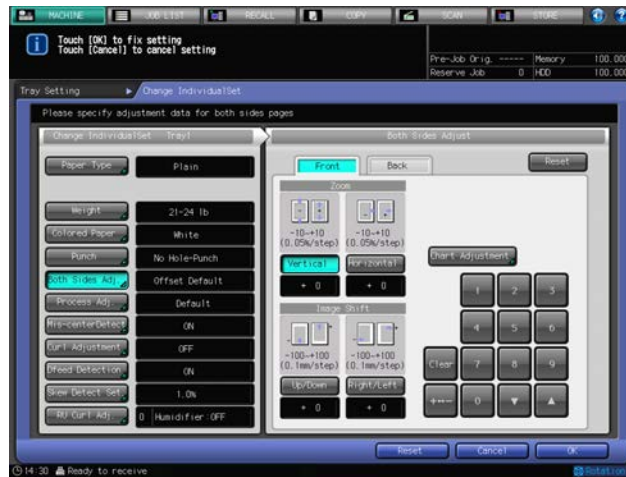 MACHINE JOB LIST RECALL COPY SCAN STORE
Touch [OK] to fix setting
Touch [Cancel] to cancel setting
Pre-Job Orig. ----- Memory 100.000
Reserve Job 0 HDD 100.000
Tray Setting Change IndividualSet
Please specify adjustment data for both sides pages
Change IndividualSet Tray1
Paper Type Plain
Weight 21-24 lb
Colored Paper White
Punch No Hole-Punch
Both Sides Adj. Offset Default
Process Adj. Default
Mis-centerDetect ON
Curl Adjustment OFF
Dfeed Detection ON
Skew Detect Set. 1.0%
RU Curl Adj. 0 Humidifier:OFF
Both Sides Adjust
Front Back Reset
Zoom
-10~+10 -10~+10
(0.05%/step) (0.05%/step)
Vertical Horizontal
+ 0 + 0
Image Shift
-100~+100 -100~+100
(0.1mm/step) (0.1mm/step)
Up/Down Right/Left
+ 0 + 0
Chart Adjustment
1 2 3
4 5 6
Clear 7 8 9
+↔- 0 ▼ ▲
Reset Cancel OK
14:30 Ready to receive Rotation